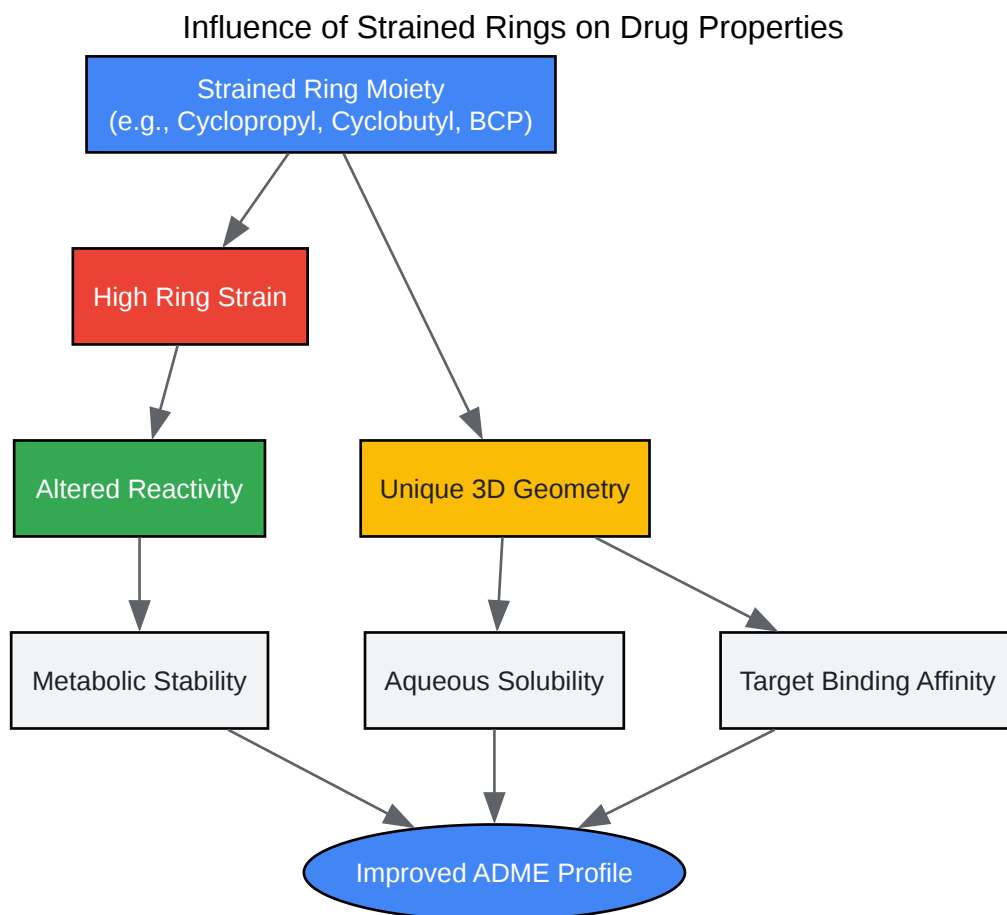 Influence of Strained Rings on Drug Properties
Strained Ring Moiety
(e.g., Cyclopropyl, Cyclobutyl, BCP)
High Ring Strain
Altered Reactivity
Unique 3D Geometry
Metabolic Stability
Aqueous Solubility
Target Binding Affinity
Improved ADME Profile